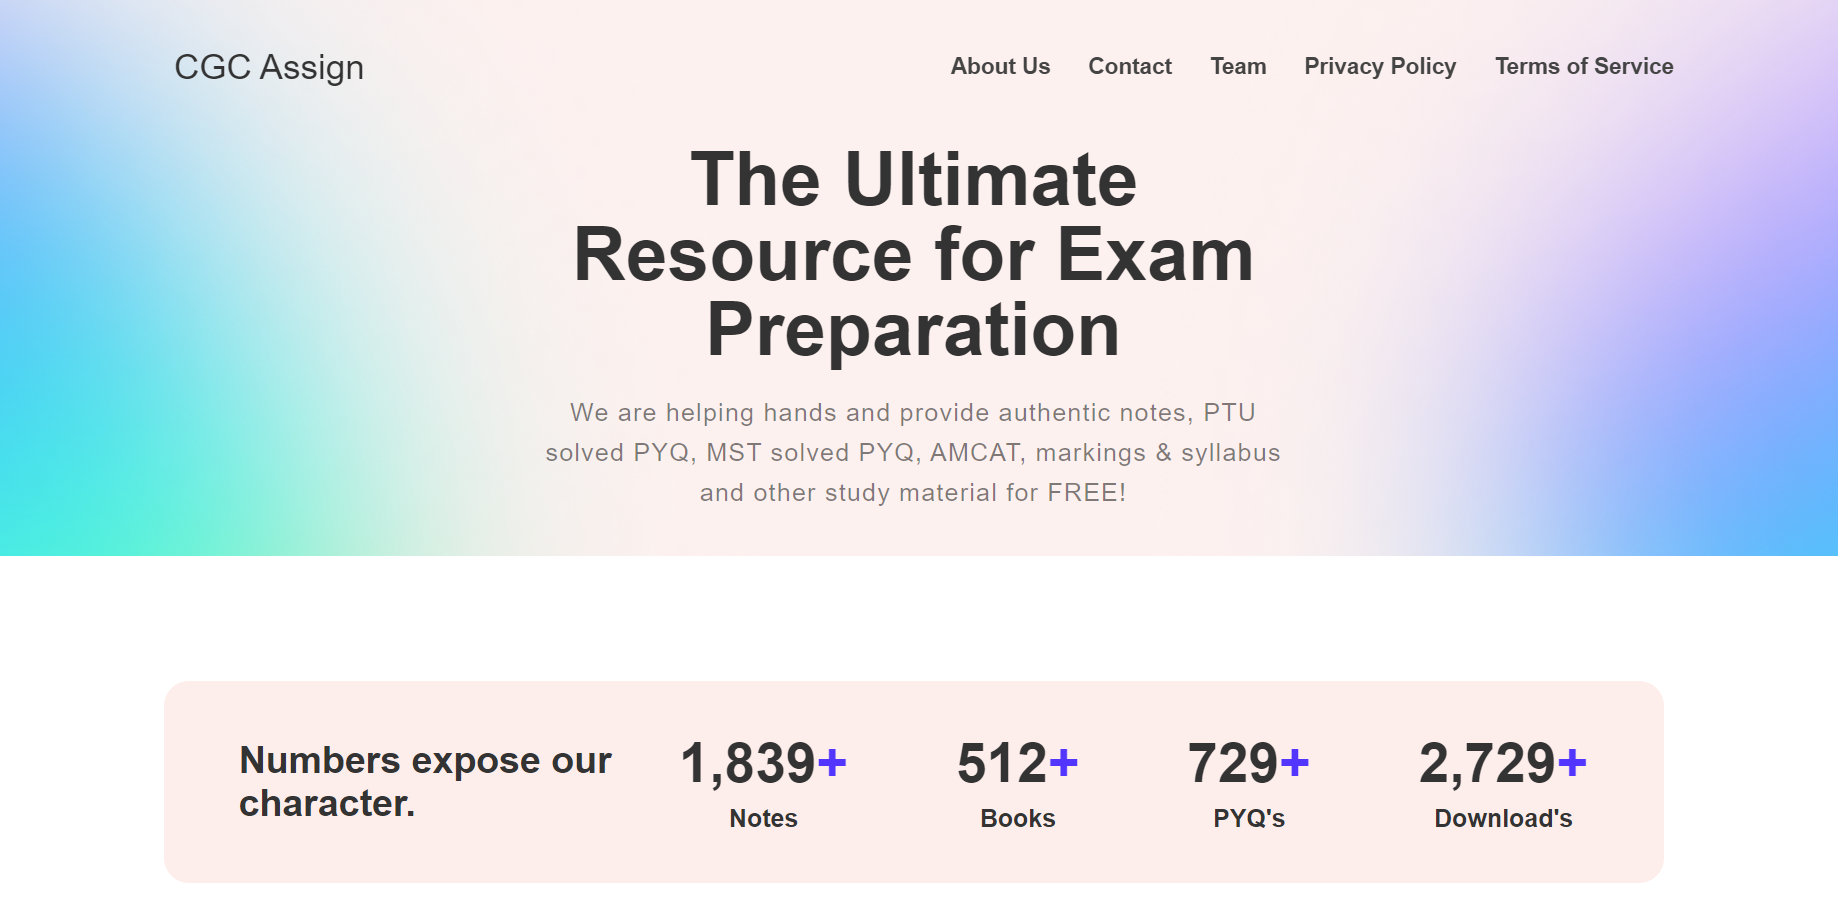 CGC Assign
About Us Contact Team Privacy Policy Terms of Service
The Ultimate
Resource for Exam
Preparation
We are helping hands and provide authentic notes, PTU
solved PYQ, MST solved PYQ, AMCAT, markings & syllabus
and other study material for FREE!
Numbers expose our
character.
1,839+
Notes
512+
Books
729+
PYQ's
2,729+
Download's